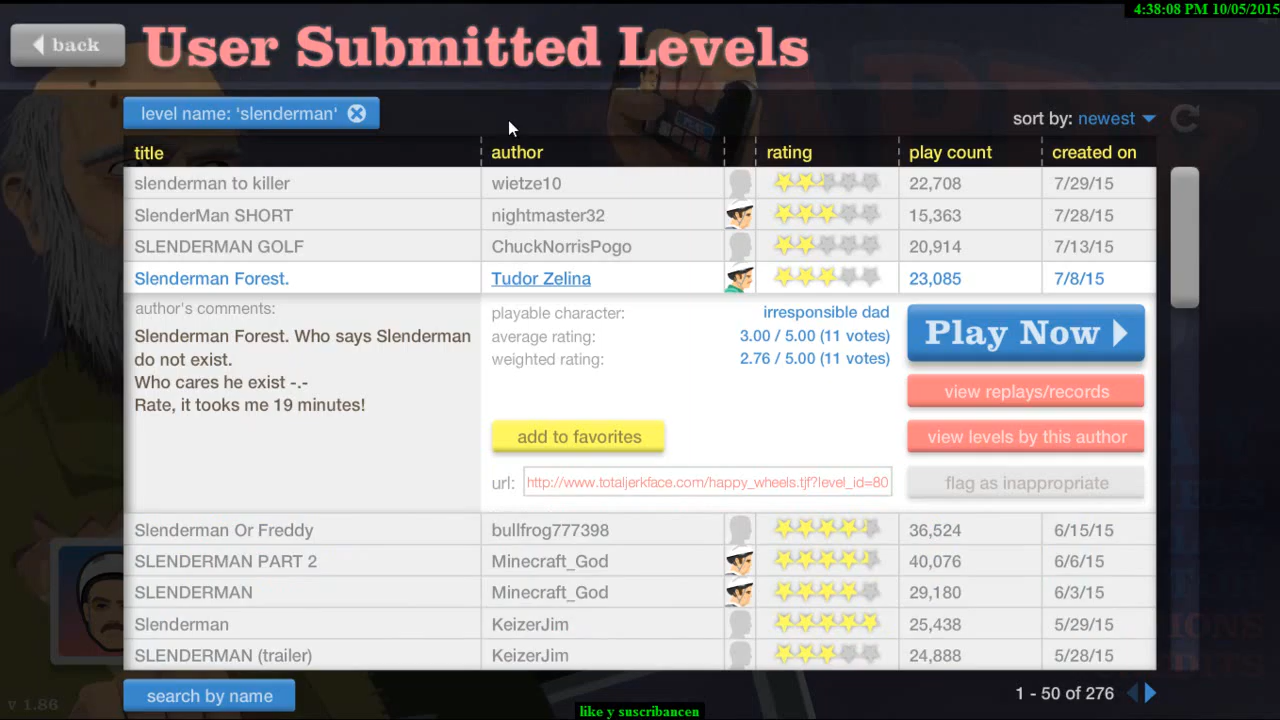 4:38:08 PM 10/05/2015
back
User Submitted Levels
level name: 'slenderman'
sort by: newest
title author rating play count created on
slenderman to killer wietze10 22,708 7/29/15
SlenderMan SHORT nightmaster32 15,363 7/28/15
SLENDERMAN GOLF ChuckNorrisPogo 20,914 7/13/15
Slenderman Forest. Tudor Zelina 23,085 7/8/15
author's comments:
Slenderman Forest. Who says Slenderman
do not exist.
Who cares he exist -.-
Rate, it tooks me 19 minutes!
playable character: irresponsible dad
average rating: 3.00 / 5.00 (11 votes)
weighted rating: 2.76 / 5.00 (11 votes)
add to favorites
url: http://www.totaljerkface.com/happy_wheels.tjf?level_id=80
Play Now
view replays/records
view levels by this author
flag as inappropriate
Slenderman Or Freddy bullfrog777398 36,524 6/15/15
SLENDERMAN PART 2 Minecraft_God 40,076 6/6/15
SLENDERMAN Minecraft_God 29,180 6/3/15
Slenderman KeizerJim 25,438 5/29/15
SLENDERMAN (trailer) KeizerJim 24,888 5/28/15
search by name
1 - 50 of 276
v 1.86
like y suscribancen